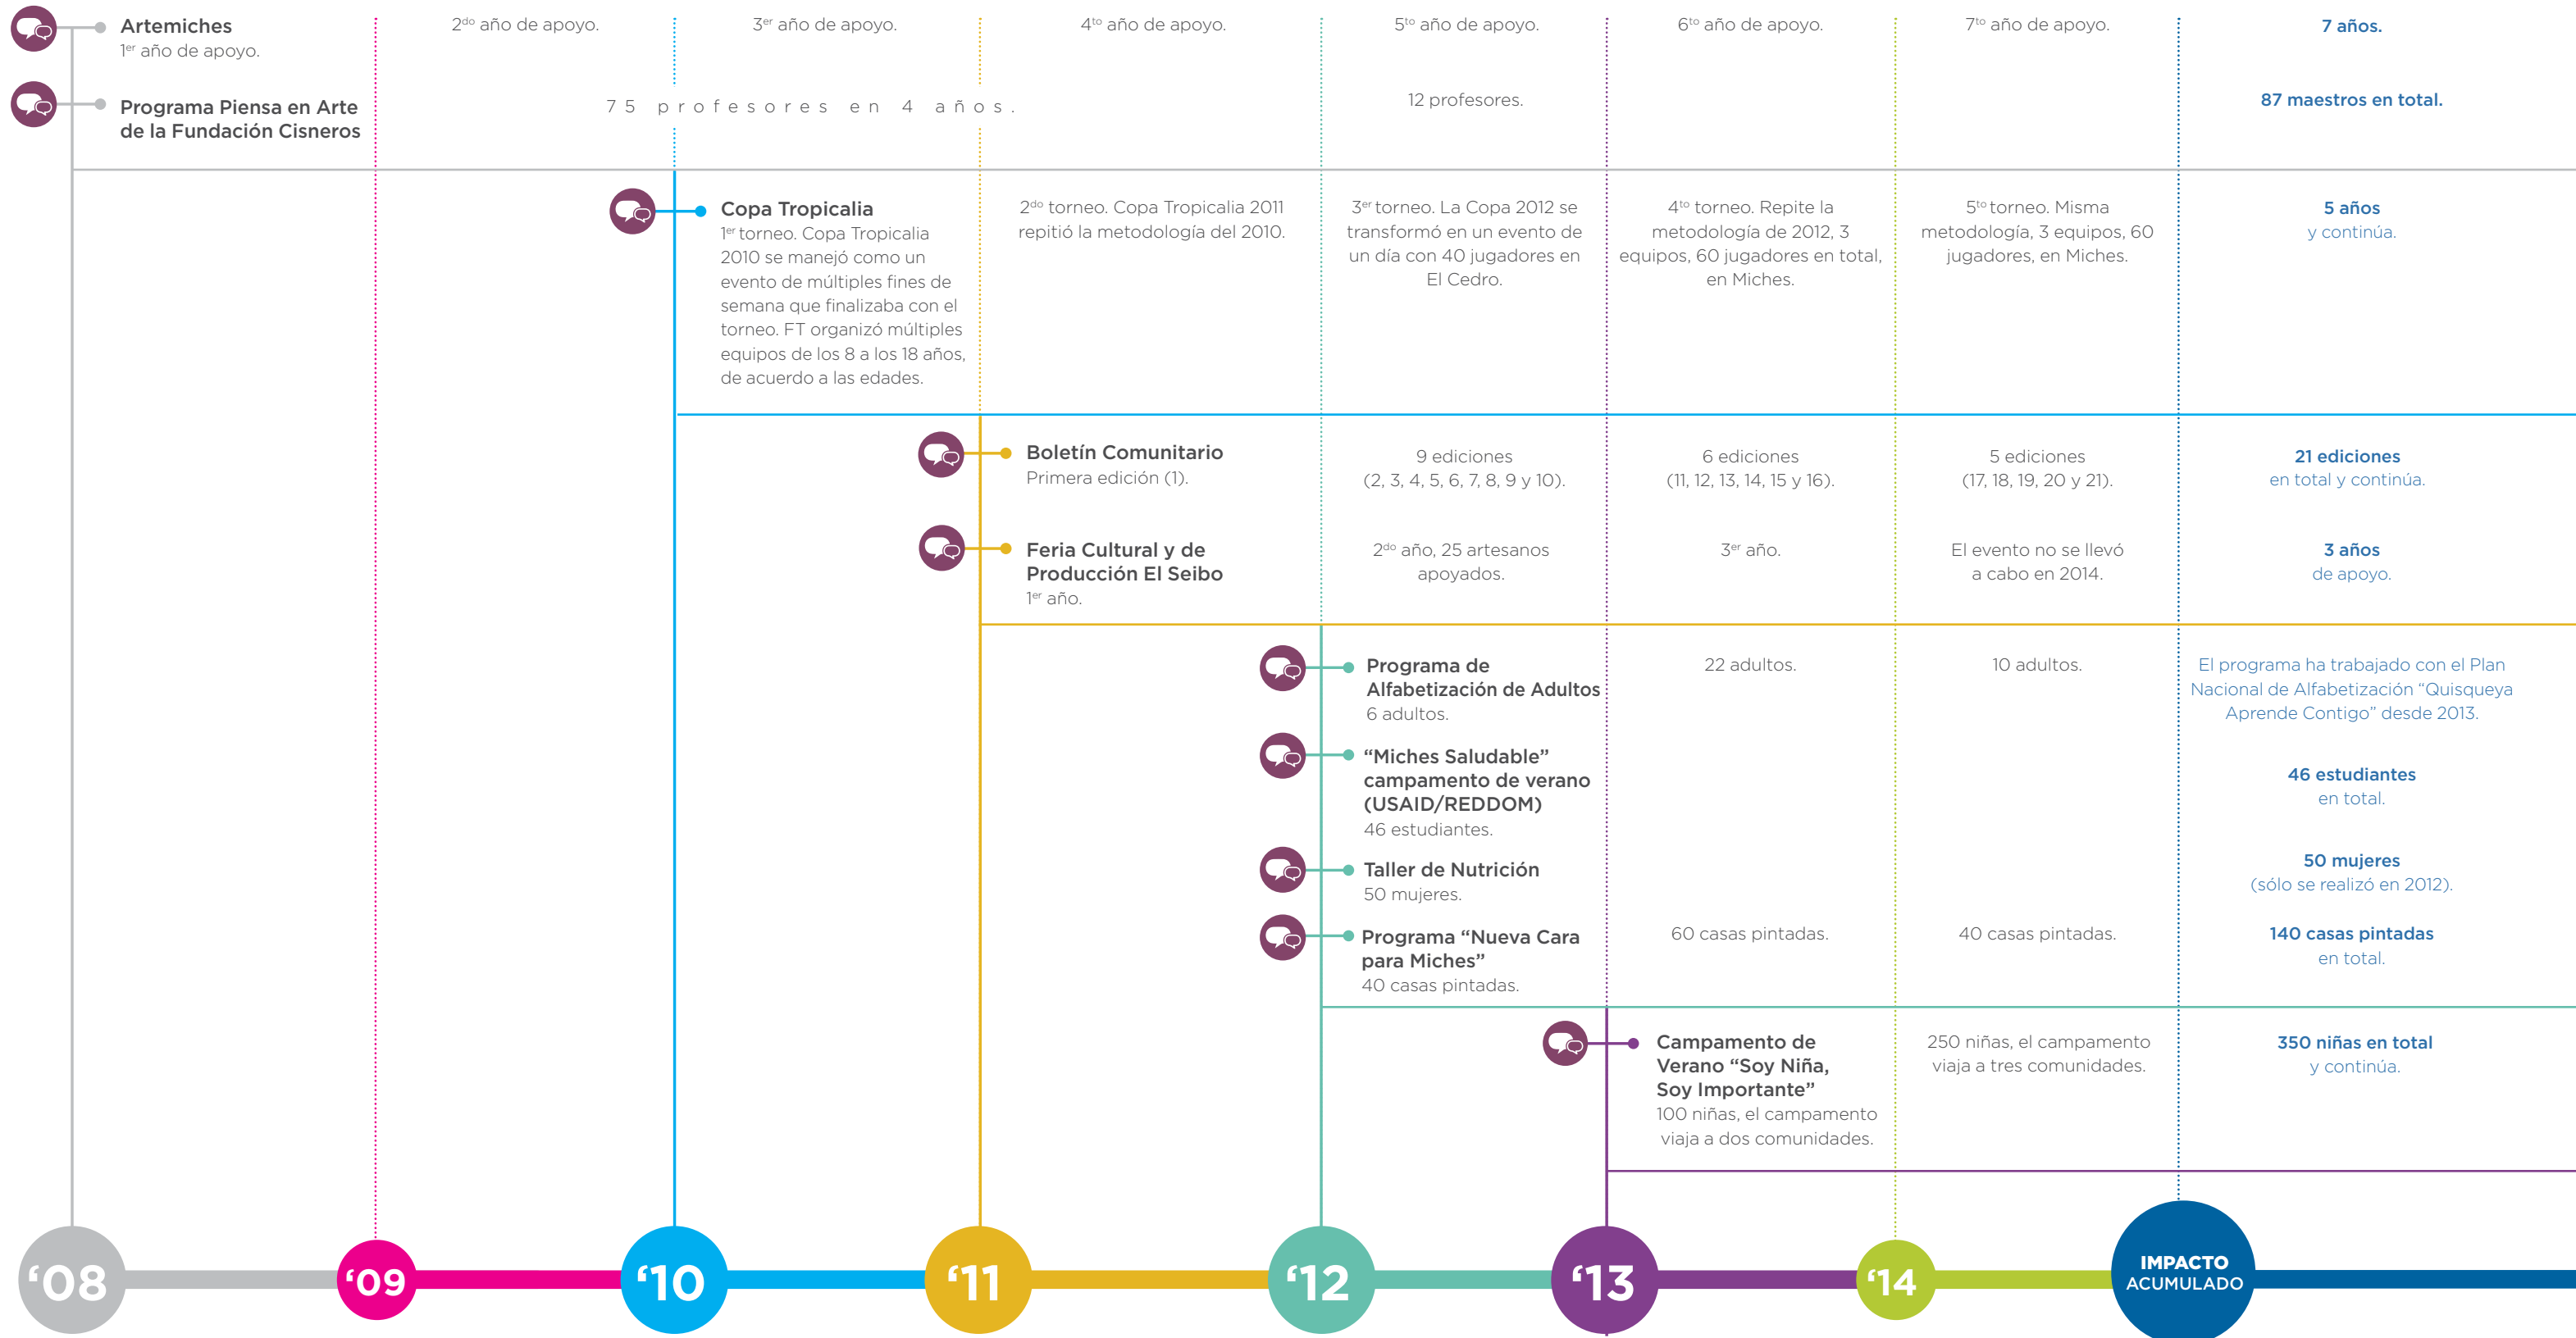 Artemiches
1er año de apoyo.
2do año de apoyo.
3er año de apoyo.
4to año de apoyo.
5to año de apoyo.
6to año de apoyo.
7to año de apoyo.
7 años.
Programa Piensa en Arte
de la Fundación Cisneros
75 profesores en 4 años.
12 profesores.
87 maestros en total.
Copa Tropicalia
1er torneo. Copa Tropicalia
2010 se manejó como un
evento de múltiples fines de
semana que finalizaba con el
torneo. FT organizó múltiples
equipos de los 8 a los 18 años,
de acuerdo a las edades.
2do torneo. Copa Tropicalia 2011
repitió la metodología del 2010.
3er torneo. La Copa 2012 se
transformó en un evento de
un día con 40 jugadores en
El Cedro.
4to torneo. Repite la
metodología de 2012, 3
equipos, 60 jugadores en total,
en Miches.
5to torneo. Misma
metodología, 3 equipos, 60
jugadores, en Miches.
5 años
y continúa.
Boletín Comunitario
Primera edición (1).
9 ediciones
(2, 3, 4, 5, 6, 7, 8, 9 y 10).
6 ediciones
(11, 12, 13, 14, 15 y 16).
5 ediciones
(17, 18, 19, 20 y 21).
21 ediciones
en total y continúa.
Feria Cultural y de
Producción El Seibo
1er año.
2do año, 25 artesanos
apoyados.
3er año.
El evento no se llevó
a cabo en 2014.
3 años
de apoyo.
Programa de
Alfabetización de Adultos
6 adultos.
22 adultos.
10 adultos.
El programa ha trabajado con el Plan
Nacional de Alfabetización “Quisqueya
Aprende Contigo” desde 2013.
“Miches Saludable”
campamento de verano
(USAID/REDDOM)
46 estudiantes.
46 estudiantes
en total.
Taller de Nutrición
50 mujeres.
50 mujeres
(sólo se realizó en 2012).
Programa “Nueva Cara
para Miches”
40 casas pintadas.
60 casas pintadas.
40 casas pintadas.
140 casas pintadas
en total.
Campamento de
Verano “Soy Niña,
Soy Importante”
100 niñas, el campamento
viaja a dos comunidades.
250 niñas, el campamento
viaja a tres comunidades.
350 niñas en total
y continúa.
‘08
‘09
‘10
‘11
‘12
‘13
‘14
IMPACTO
ACUMULADO